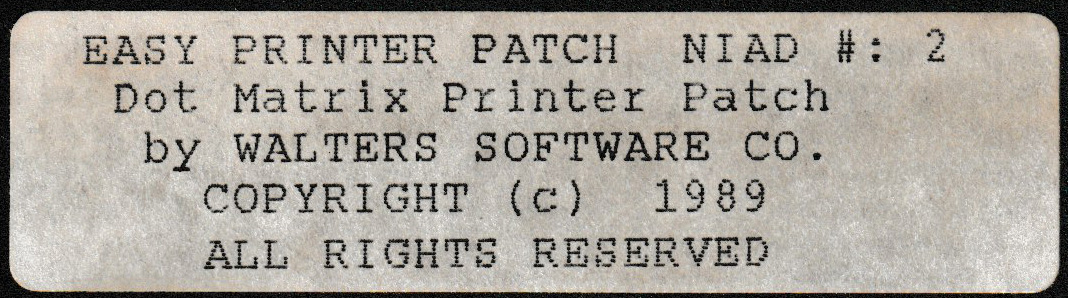 EASY PRINTER PATCH  NIAD #: 2
Dot Matrix Printer Patch
by WALTERS SOFTWARE CO.
COPYRIGHT (c)  1989
ALL RIGHTS RESERVED